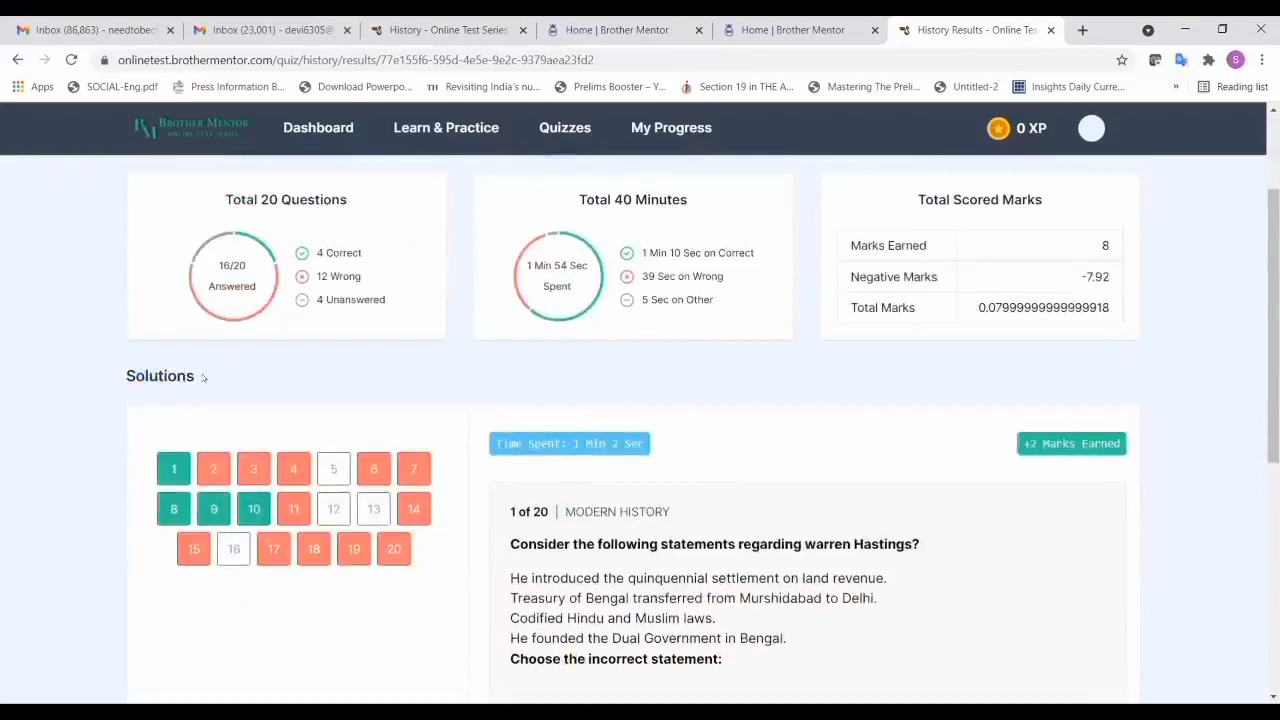 Inbox (86,863) - needtobec
Inbox (23,001) - devi6305@
History - Online Test Series
Home | Brother Mentor
Home | Brother Mentor
History Results - Online Tes
onlinetest.brothermentor.com/quiz/history/results/77e155f6-595f-4e5e-9e2c-9379aea23fd2
S
Apps
SOCIAL-Eng.pdf
Press Information B...
Download Powerpo...
Revisiting India's nu...
Prelims Booster – Y...
Section 19 in THE A...
Mastering The Preli...
Untitled-2
Insights Daily Curre...
»
Reading list
BROTHER MENTOR
ONLINE TEST SERIES
Dashboard
Learn & Practice
Quizzes
My Progress
0 XP
Total 20 Questions
16/20
Answered
4 Correct
12 Wrong
4 Unanswered
Total 40 Minutes
1 Min 54 Sec
Spent
1 Min 10 Sec on Correct
39 Sec on Wrong
5 Sec on Other
Total Scored Marks
Marks Earned 8
Negative Marks -7.92
Total Marks 0.07999999999999918
Solutions
1 2 3 4 5 6 7
8 9 10 11 12 13 14
15 16 17 18 19 20
Time Spent: 1 Min 2 Sec
+2 Marks Earned
1 of 20 | MODERN HISTORY
Consider the following statements regarding warren Hastings?
He introduced the quinquennial settlement on land revenue.
Treasury of Bengal transferred from Murshidabad to Delhi.
Codified Hindu and Muslim laws.
He founded the Dual Government in Bengal.
Choose the incorrect statement: